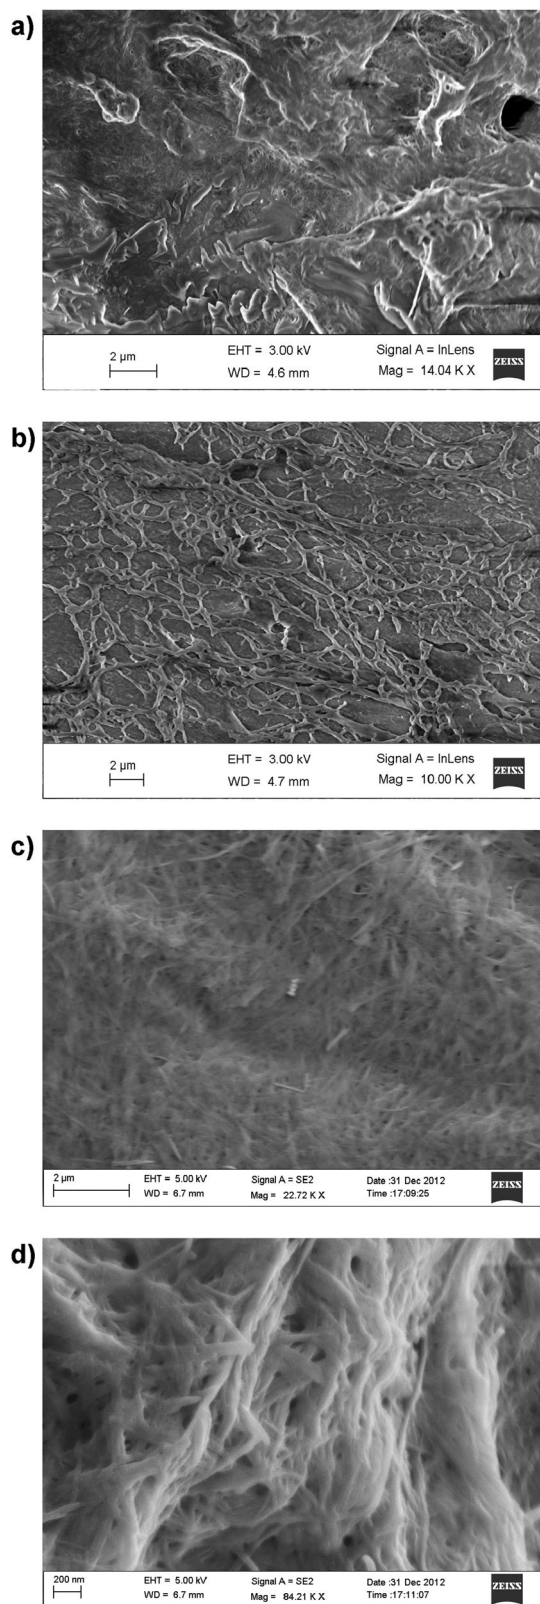 a)
2 µm
EHT = 3.00 kV
WD = 4.6 mm
Signal A = InLens
Mag = 14.04 K X
ZEISS
b)
2 µm
EHT = 3.00 kV
WD = 4.7 mm
Signal A = InLens
Mag = 10.00 K X
ZEISS
c)
2 µm
EHT = 5.00 kV
WD = 6.7 mm
Signal A = SE2
Mag = 22.72 K X
Date :31 Dec 2012
Time :17:09:25
ZEISS
d)
200 nm
EHT = 5.00 kV
WD = 6.7 mm
Signal A = SE2
Mag = 84.21 K X
Date :31 Dec 2012
Time :17:11:07
ZEISS